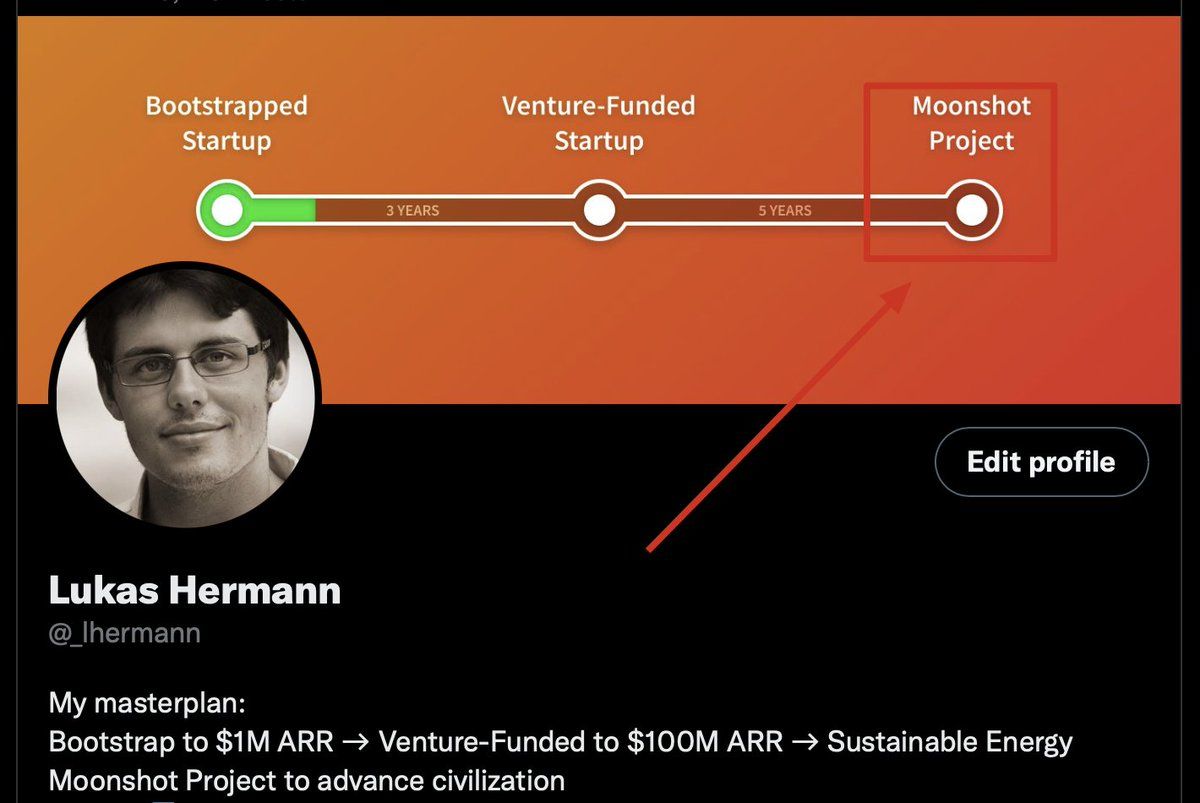 Bootstrapped
Startup
Venture-Funded
Startup
Moonshot
Project
3 YEARS
5 YEARS
Edit profile
Lukas Hermann
@_lhermann
My masterplan:
Bootstrap to $1M ARR → Venture-Funded to $100M ARR → Sustainable Energy
Moonshot Project to advance civilization